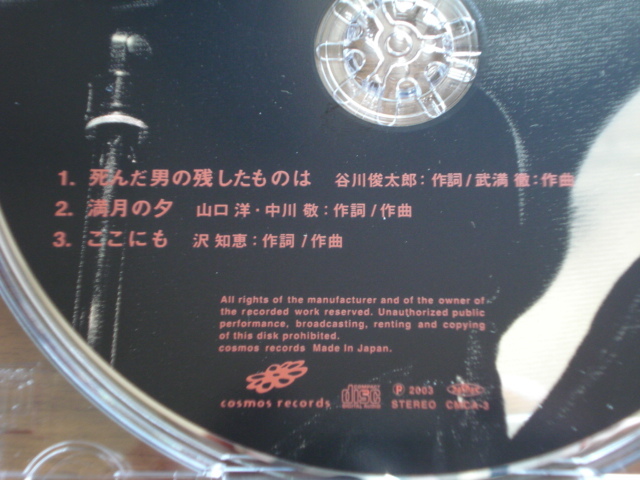 1. 死んだ男の残したものは 谷川俊太郎：作詞/武満 徹：作曲
2. 満月の夕 山口 洋・中川 敬：作詞/作曲
3. ここにも 沢 知恵：作詞/作曲
All rights of the manufacturer and of the owner of
the recorded work reserved. Unauthorized public
performance, broadcasting, renting and copying
of this disk prohibited.
cosmos records Made In Japan.
cosmos records disc ℗ 2003
STEREO CMCA-3